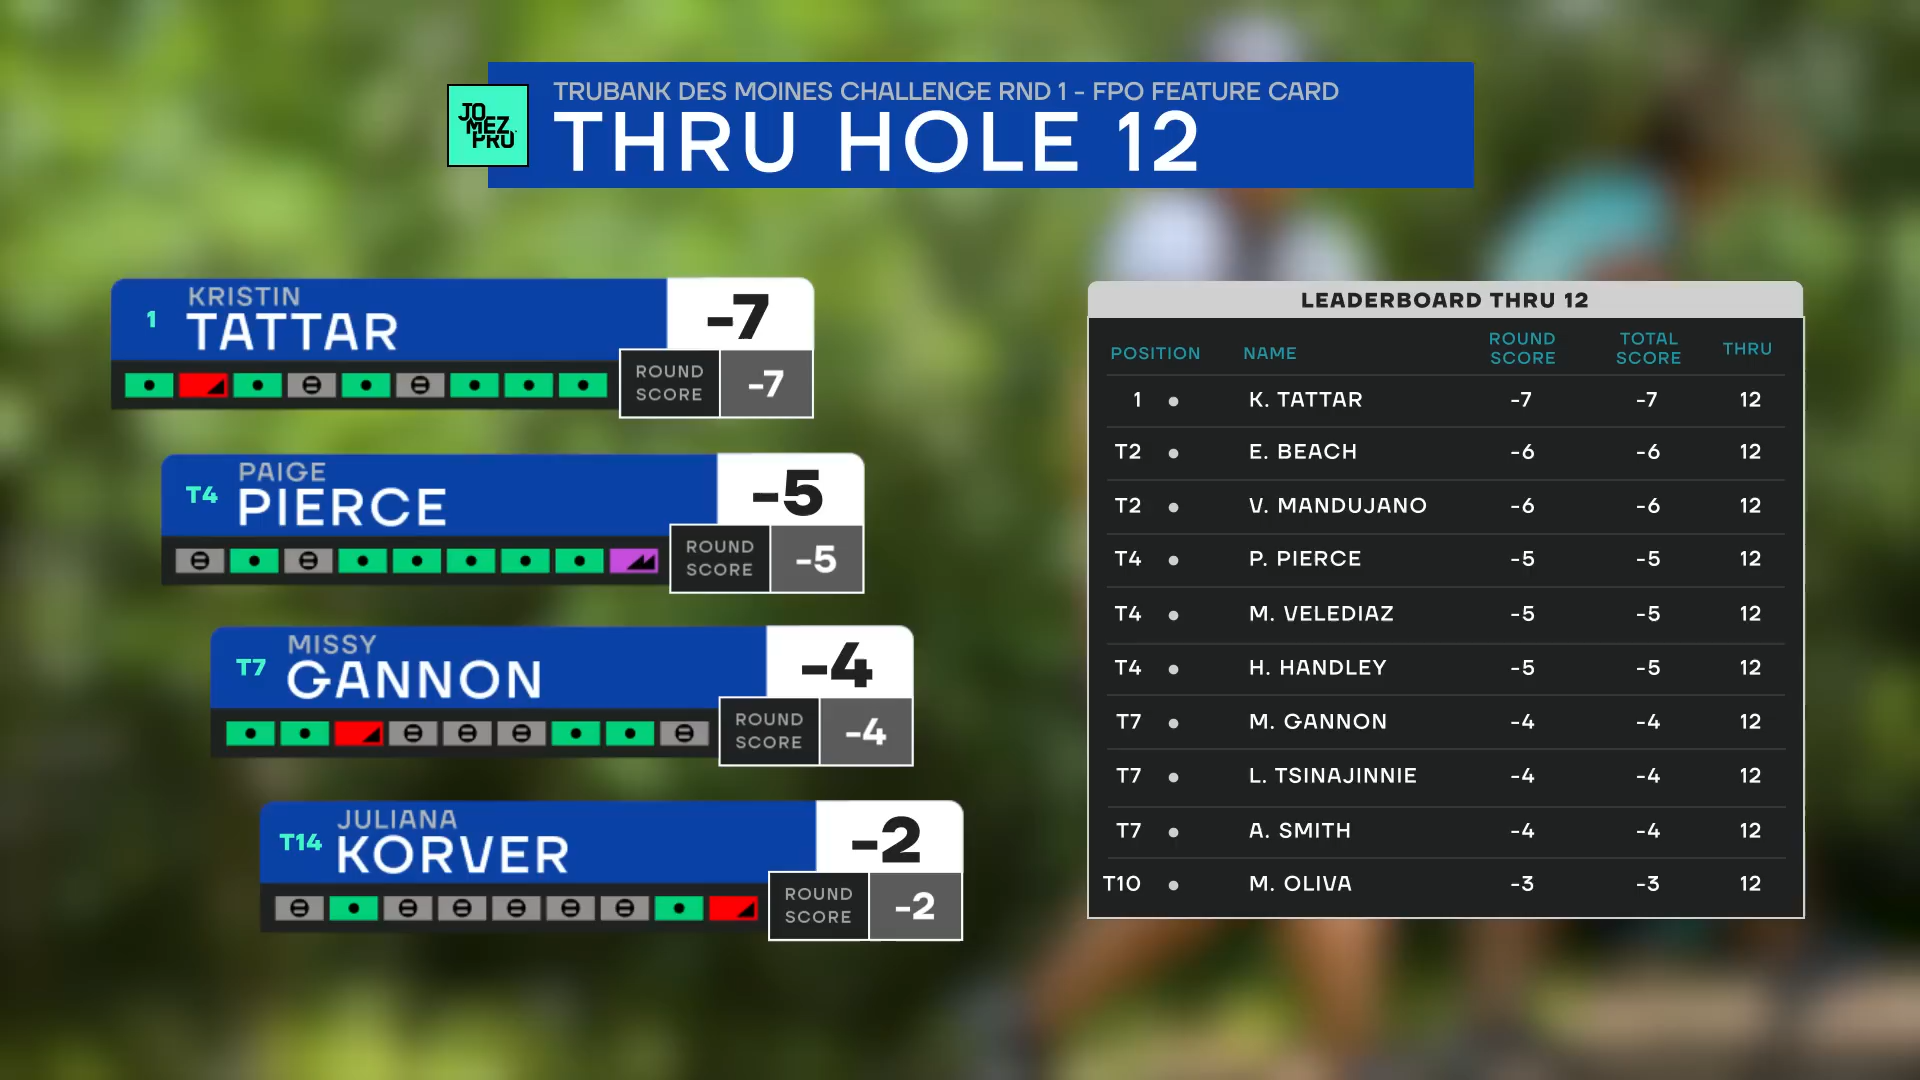 JO
MEZ
PRO
TRUBANK DES MOINES CHALLENGE RND 1 - FPO FEATURE CARD
THRU HOLE 12
1
KRISTIN
TATTAR
-7
ROUND
SCORE
-7
T4
PAIGE
PIERCE
-5
ROUND
SCORE
-5
T7
MISSY
GANNON
-4
ROUND
SCORE
-4
T14
JULIANA
KORVER
-2
ROUND
SCORE
-2
LEADERBOARD THRU 12
POSITION NAME ROUND SCORE TOTAL SCORE THRU
1 K. TATTAR -7 -7 12
T2 E. BEACH -6 -6 12
T2 V. MANDUJANO -6 -6 12
T4 P. PIERCE -5 -5 12
T4 M. VELEDIAZ -5 -5 12
T4 H. HANDLEY -5 -5 12
T7 M. GANNON -4 -4 12
T7 L. TSINAJINNIE -4 -4 12
T7 A. SMITH -4 -4 12
T10 M. OLIVA -3 -3 12